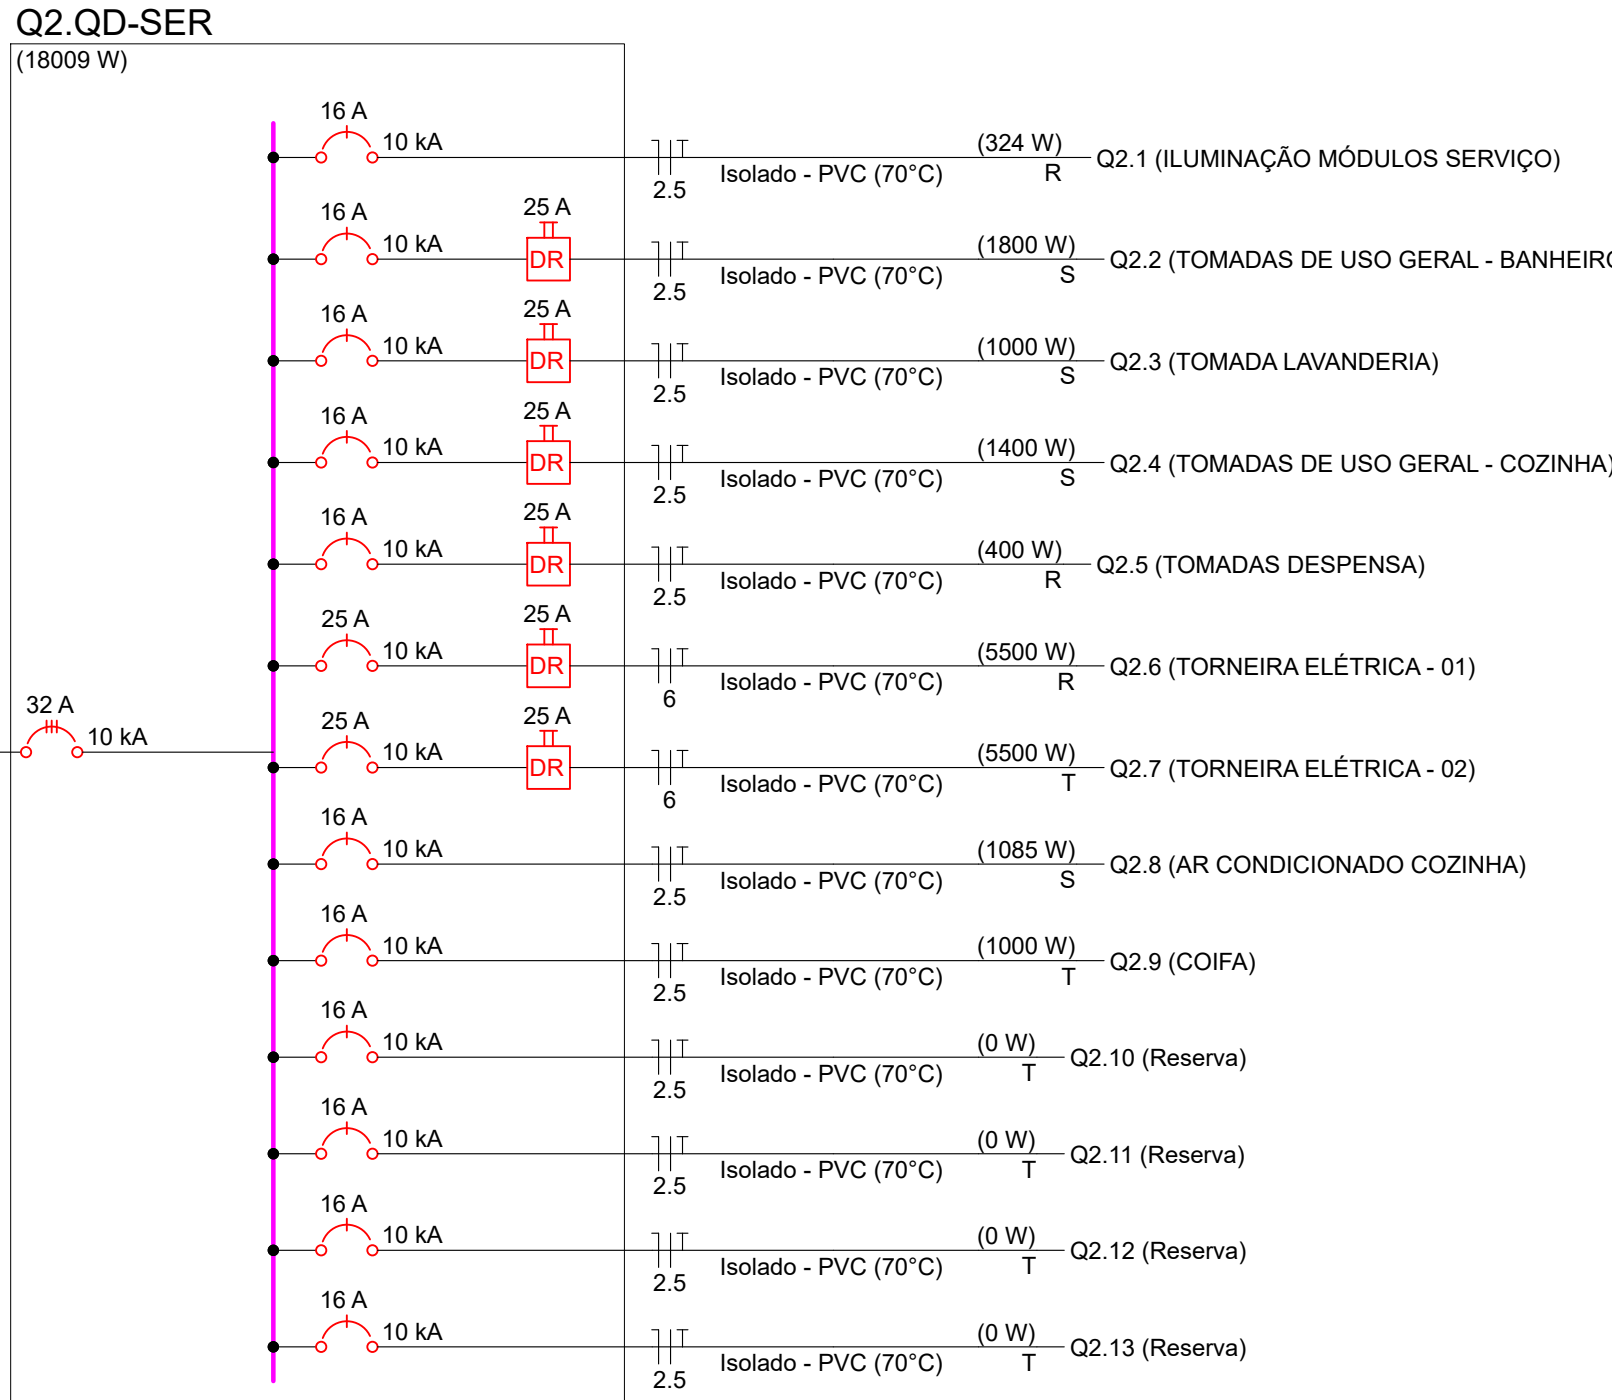 Q2.QD-SER
(18009 W)
16 A
10 kA
2.5
Isolado - PVC (70°C)
(324 W)
R
Q2.1 (ILUMINAÇÃO MÓDULOS SERVIÇO)
16 A
10 kA
25 A
DR
2.5
Isolado - PVC (70°C)
(1800 W)
S
Q2.2 (TOMADAS DE USO GERAL - BANHEIRO
16 A
10 kA
25 A
DR
2.5
Isolado - PVC (70°C)
(1000 W)
S
Q2.3 (TOMADA LAVANDERIA)
16 A
10 kA
25 A
DR
2.5
Isolado - PVC (70°C)
(1400 W)
S
Q2.4 (TOMADAS DE USO GERAL - COZINHA)
16 A
10 kA
25 A
DR
2.5
Isolado - PVC (70°C)
(400 W)
R
Q2.5 (TOMADAS DESPENSA)
25 A
10 kA
25 A
DR
6
Isolado - PVC (70°C)
(5500 W)
R
Q2.6 (TORNEIRA ELÉTRICA - 01)
32 A
10 kA
25 A
10 kA
25 A
DR
6
Isolado - PVC (70°C)
(5500 W)
T
Q2.7 (TORNEIRA ELÉTRICA - 02)
16 A
10 kA
2.5
Isolado - PVC (70°C)
(1085 W)
S
Q2.8 (AR CONDICIONADO COZINHA)
16 A
10 kA
2.5
Isolado - PVC (70°C)
(1000 W)
T
Q2.9 (COIFA)
16 A
10 kA
2.5
Isolado - PVC (70°C)
(0 W)
T
Q2.10 (Reserva)
16 A
10 kA
2.5
Isolado - PVC (70°C)
(0 W)
T
Q2.11 (Reserva)
16 A
10 kA
2.5
Isolado - PVC (70°C)
(0 W)
T
Q2.12 (Reserva)
16 A
10 kA
2.5
Isolado - PVC (70°C)
(0 W)
T
Q2.13 (Reserva)